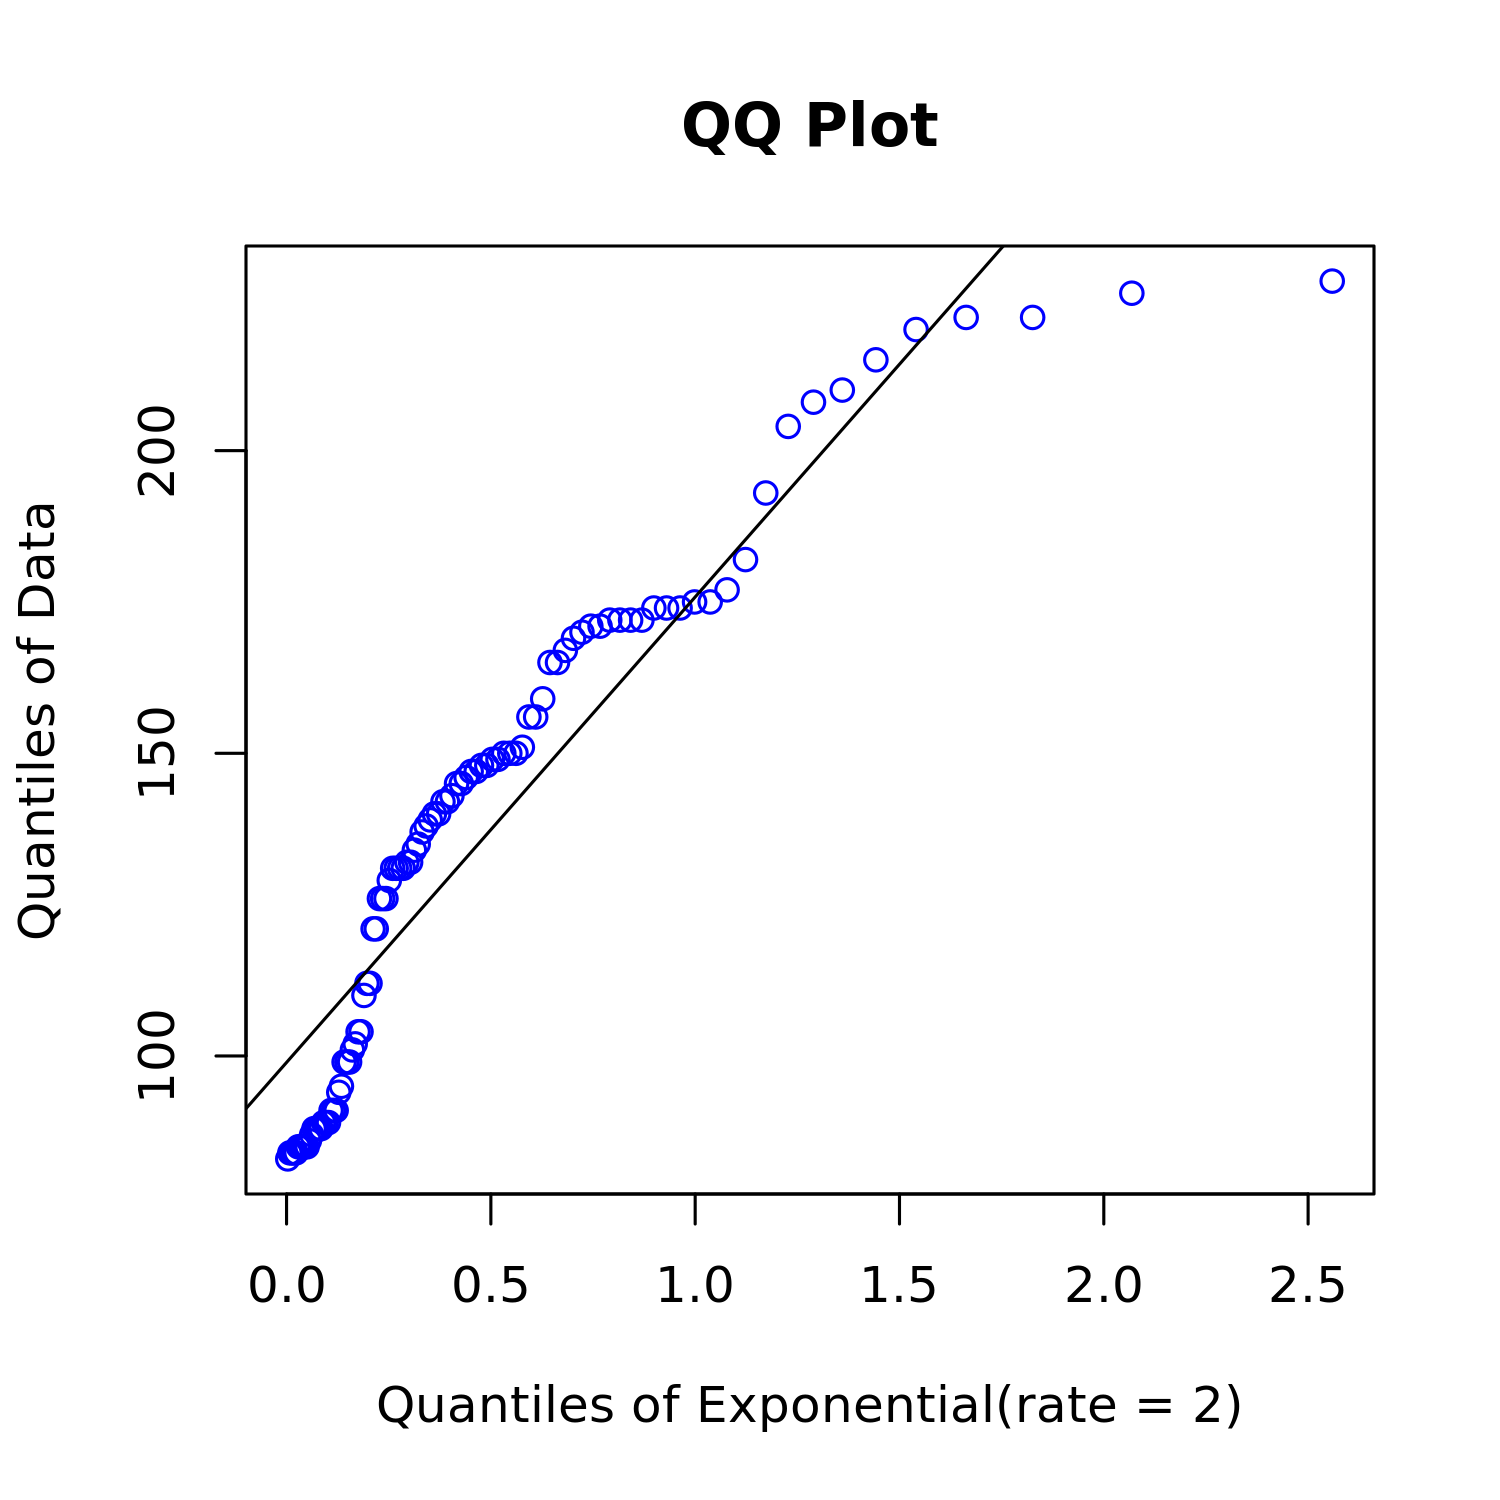 QQ Plot
Quantiles of Data
200
150
100
0.0 0.5 1.0 1.5 2.0 2.5
Quantiles of Exponential(rate = 2)